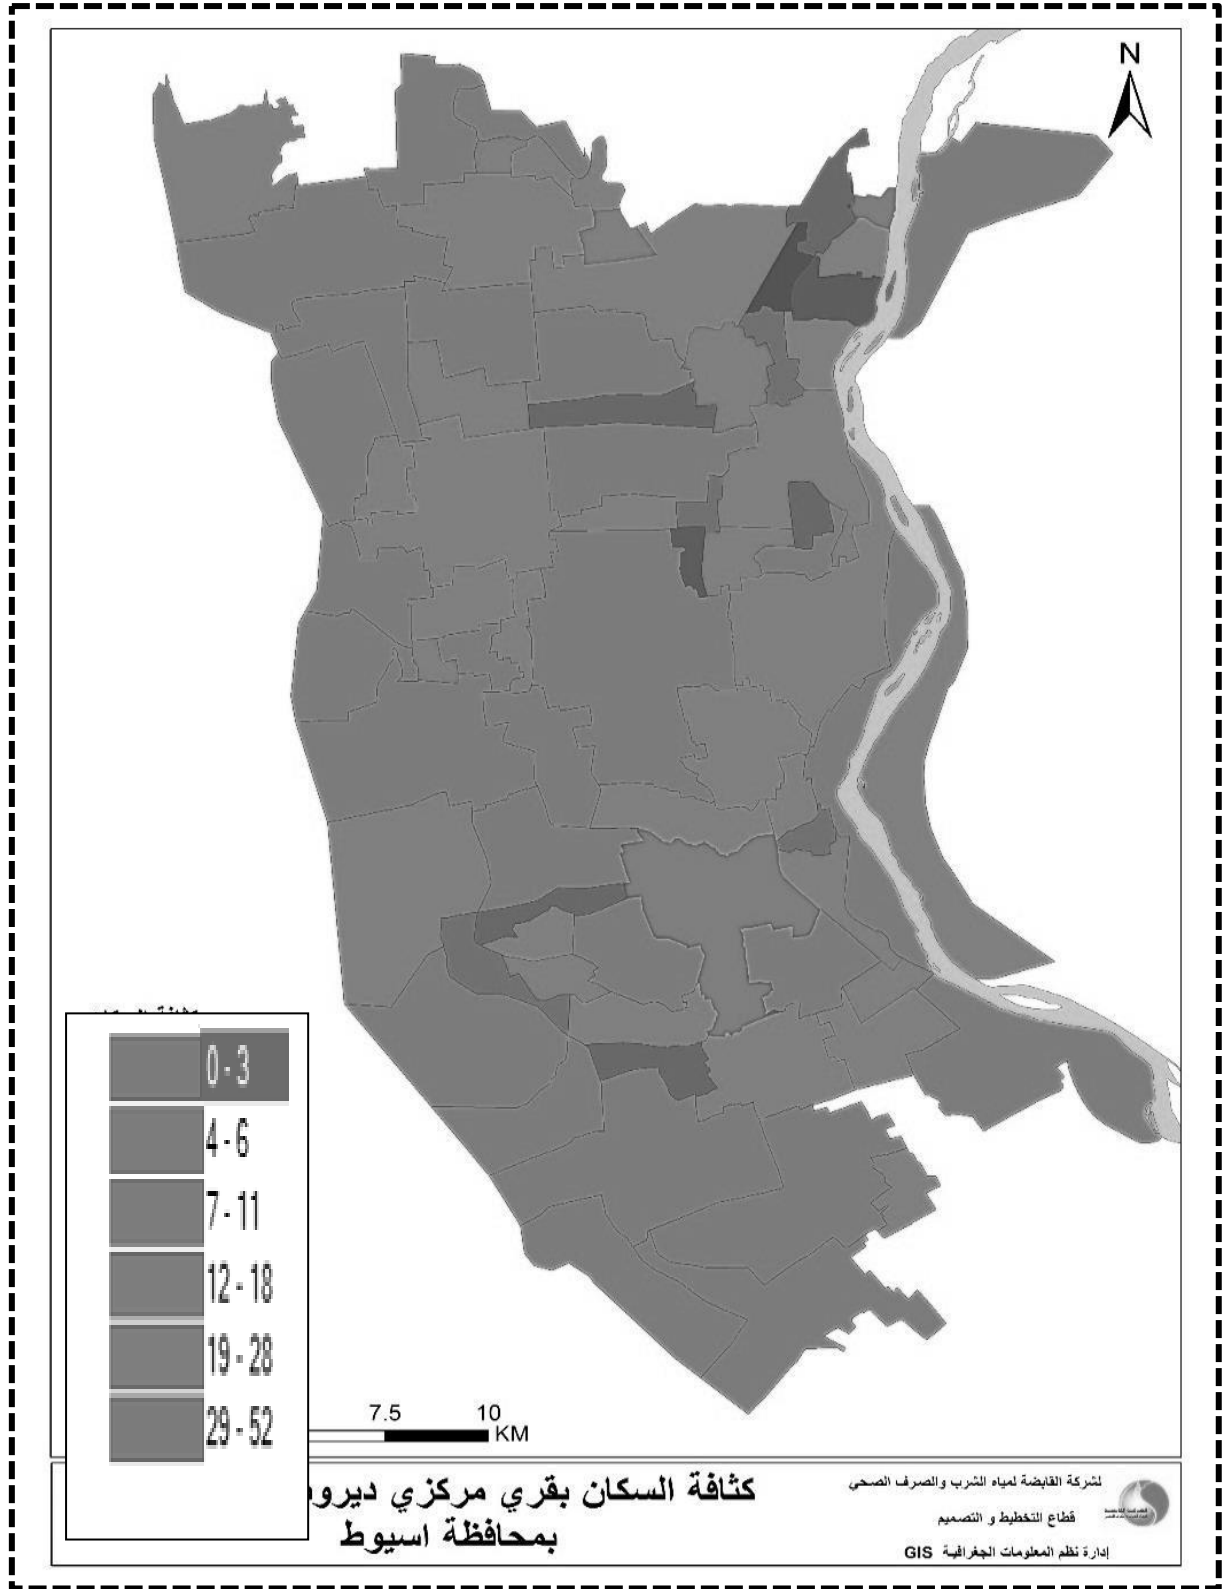 N
0 - 3
4 - 6
7 - 11
12 - 18
19 - 28
29 - 52
7.5 10
KM
كثافة السكان بقري مركزي
بمحافظة اسيوط
لشركة القابضة لمياه الشرب والصرف الصحي
قطاع التخطيط و التصميم
إدارة نظم المعلومات الجغرافية GIS